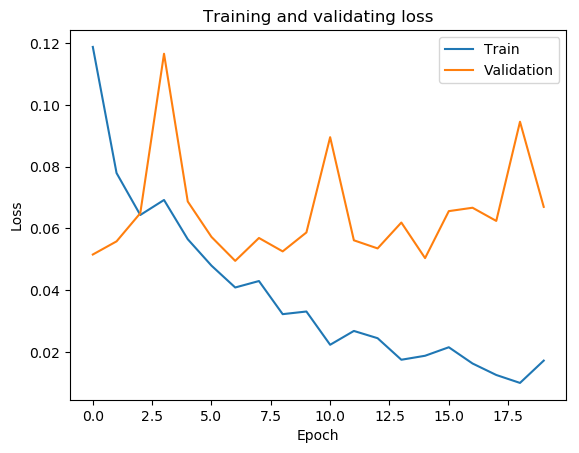 Training and validating loss
Train
Validation
0.12
0.10
0.08
0.06
0.04
0.02
Loss
0.0 2.5 5.0 7.5 10.0 12.5 15.0 17.5
Epoch